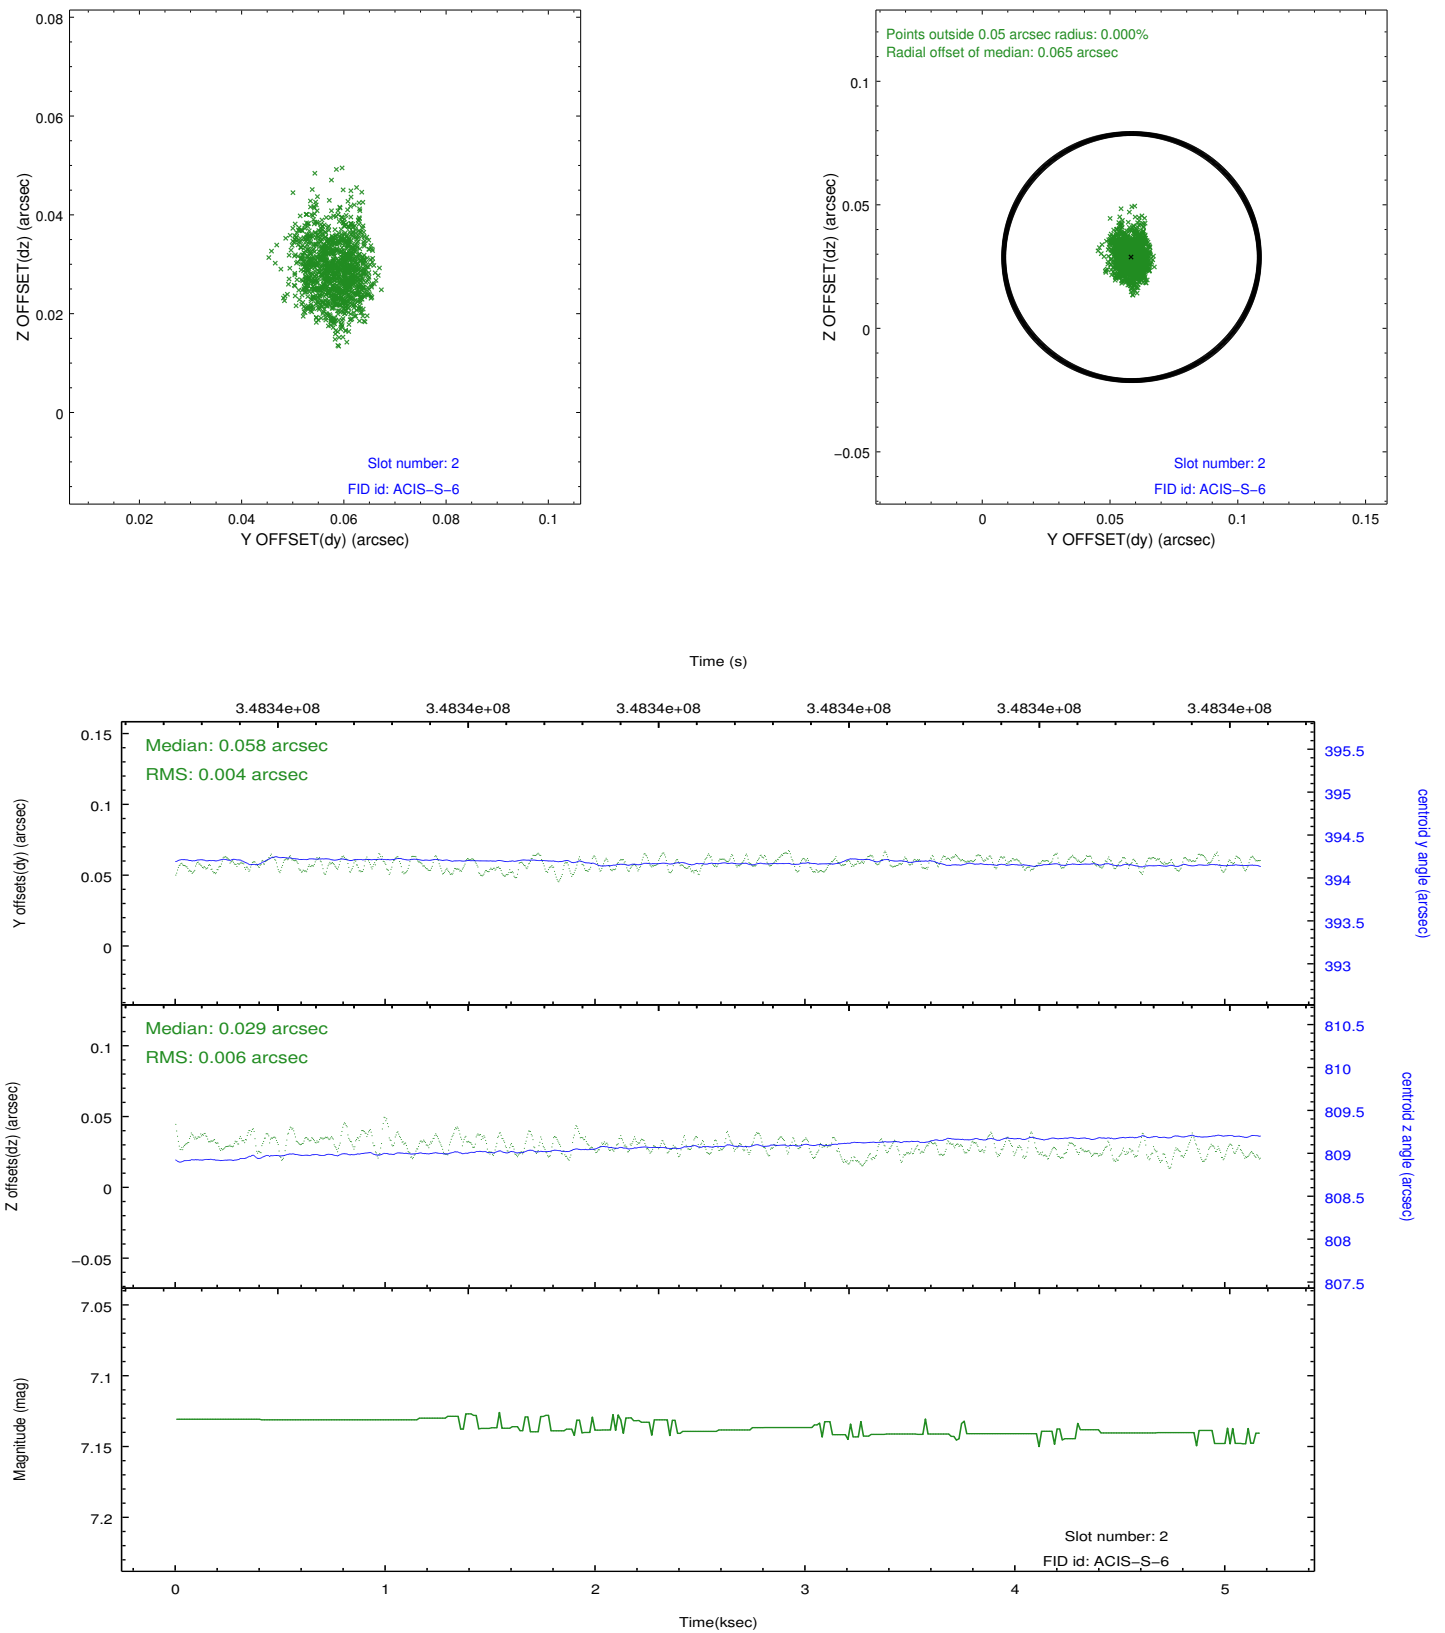 0.08
0.06
0.04
0.02
0
Z OFFSET(dz) (arcsec)
Slot number: 2
FID id: ACIS−S−6
0.02 0.04 0.06 0.08 0.1
Y OFFSET(dy) (arcsec)
Points outside 0.05 arcsec radius: 0.000%
Radial offset of median: 0.065 arcsec
0.1
0.05
0
−0.05
Z OFFSET(dz) (arcsec)
Slot number: 2
FID id: ACIS−S−6
0 0.05 0.1 0.15
Y OFFSET(dy) (arcsec)
Time (s)
3.4834e+08 3.4834e+08 3.4834e+08 3.4834e+08 3.4834e+08 3.4834e+08
Median: 0.058 arcsec
RMS: 0.004 arcsec
0.15
0.1
0.05
0
Y offsets(dy) (arcsec)
395.5
395
394.5
394
393.5
393
centroid y angle (arcsec)
Median: 0.029 arcsec
RMS: 0.006 arcsec
0.1
0.05
0
−0.05
Z offsets(dz) (arcsec)
810.5
810
809.5
809
808.5
808
807.5
centroid z angle (arcsec)
7.05
7.1
7.15
7.2
Magnitude (mag)
Slot number: 2
FID id: ACIS−S−6
0 1 2 3 4 5
Time(ksec)